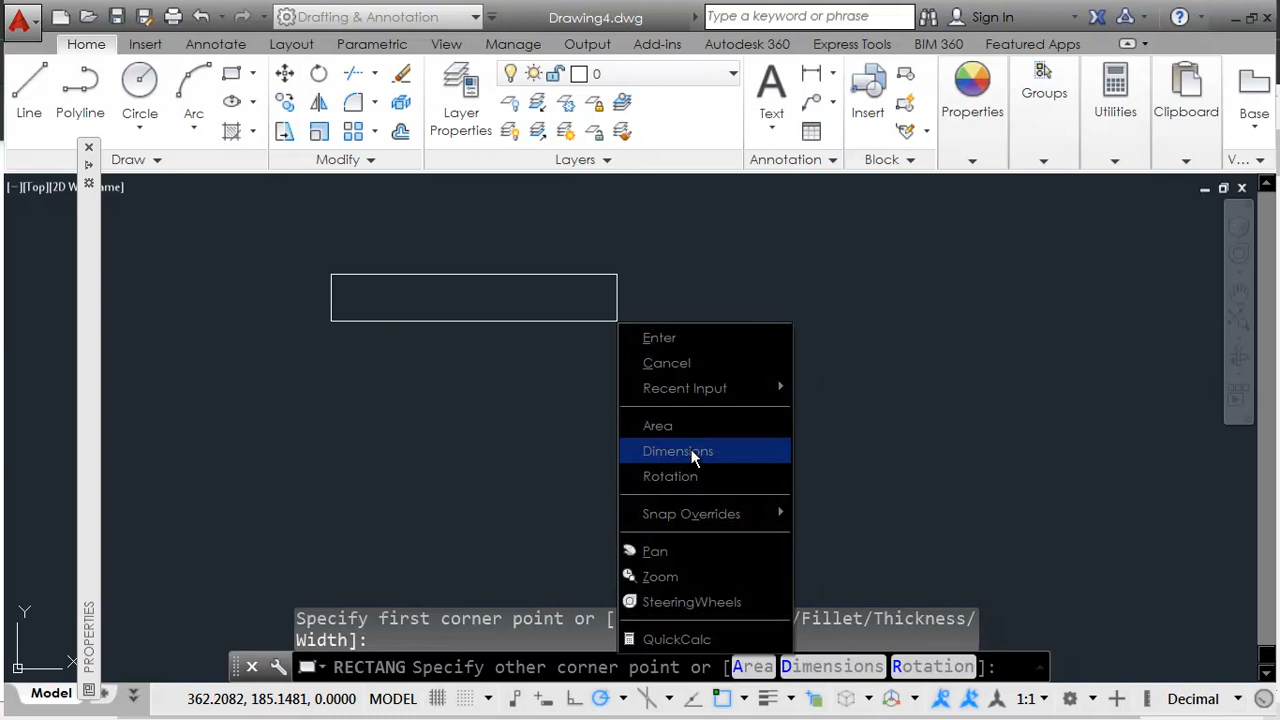 Drafting & Annotation
Drawing4.dwg
Type a keyword or phrase
Sign In
Home
Insert
Annotate
Layout
Parametric
View
Manage
Output
Add-ins
Autodesk 360
Express Tools
BIM 360
Featured Apps
0
Line
Polyline
Circle
Arc
Layer
Properties
Text
Insert
Properties
Groups
Utilities
Clipboard
Base
Draw
Modify
Layers
Annotation
Block
V...
[−][Top][2D W
ame]
Enter
Cancel
Recent Input
Area
Dimensions
Rotation
Snap Overrides
Pan
Zoom
SteeringWheels
QuickCalc
Y
X
PROPERTIES
Specify first corner point or [
/Fillet/Thickness/
Width]:
RECTANG Specify other corner point or [Area Dimensions Rotation]:
Model
362.2082, 185.1481, 0.0000
MODEL
1:1
Decimal